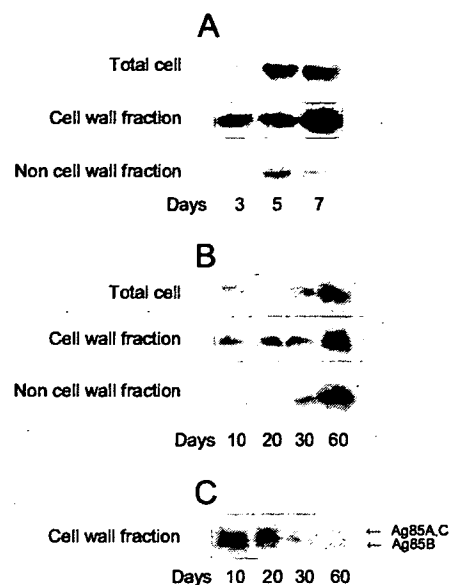 A
Total cell
Cell wall fraction
Non cell wall fraction
Days 3 5 7
B
Total cell
Cell wall fraction
Non cell wall fraction
Days 10 20 30 60
C
Cell wall fraction
← Ag85A,C
← Ag85B
Days 10 20 30 60